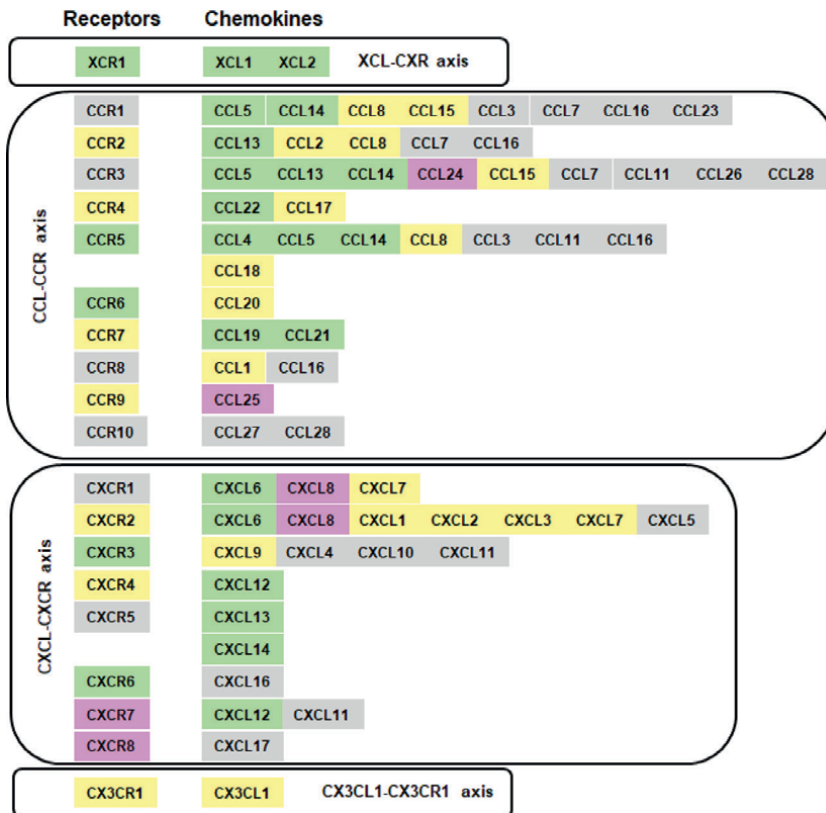 Receptors Chemokines
XCR1 XCL1 XCL2 XCL-CXR axis
CCL-CCR axis
CCR1 CCL5 CCL14 CCL8 CCL15 CCL3 CCL7 CCL16 CCL23
CCR2 CCL13 CCL2 CCL8 CCL7 CCL16
CCR3 CCL5 CCL13 CCL14 CCL24 CCL15 CCL7 CCL11 CCL26 CCL28
CCR4 CCL22 CCL17
CCR5 CCL4 CCL5 CCL14 CCL8 CCL3 CCL11 CCL16
CCL18
CCR6 CCL20
CCR7 CCL19 CCL21
CCR8 CCL1 CCL16
CCR9 CCL25
CCR10 CCL27 CCL28
CXCL-CXCR axis
CXCR1 CXCL6 CXCL8 CXCL7
CXCR2 CXCL6 CXCL8 CXCL1 CXCL2 CXCL3 CXCL7 CXCL5
CXCR3 CXCL9 CXCL4 CXCL10 CXCL11
CXCR4 CXCL12
CXCR5 CXCL13
CXCL14
CXCR6 CXCL16
CXCR7 CXCL12 CXCL11
CXCR8 CXCL17
CX3CR1 CX3CL1 CX3CL1-CX3CR1 axis